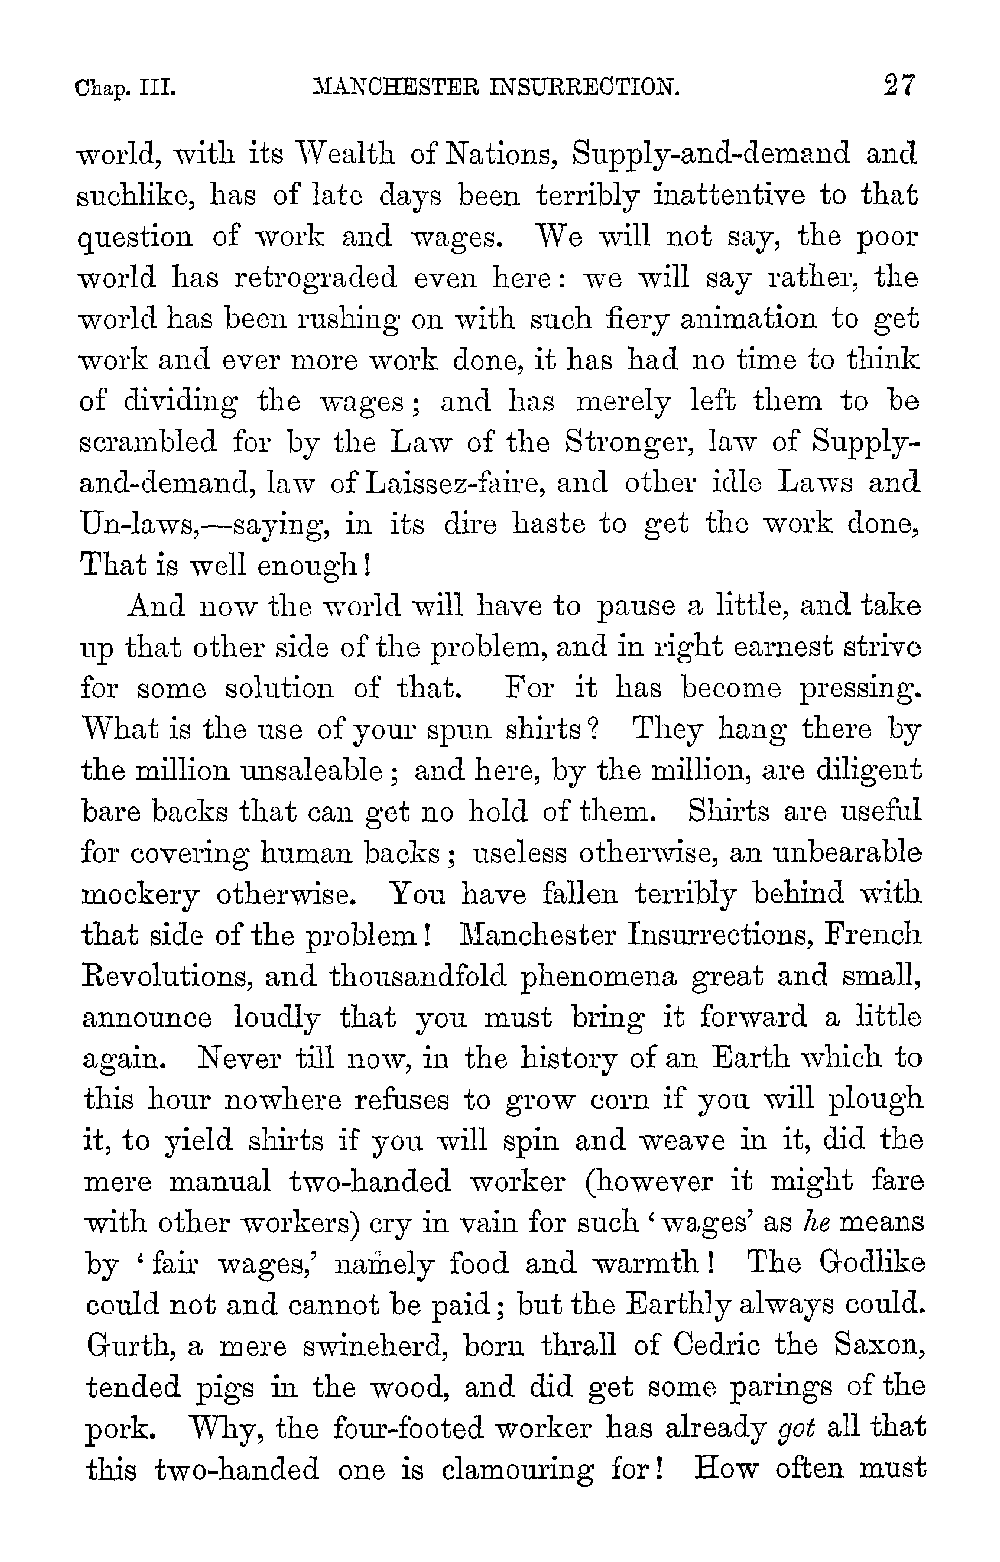 Chap. III. MANCHESTER INSURRECTION. 27
world, with its Wealth of Nations, Supply-and-demand and
suchlike, has of late days been terribly inattentive to that
question of work and wages. We will not say, the poor
world has retrograded even here: we will say rather, the
world has been rushing on with such fiery animation to get
work and ever more work done, it has had no time to think
of dividing the wages; and has merely left them to be
scrambled for by the Law of the Stronger, law of Supply-
and-demand, law of Laissez-faire, and other idle Laws and
Un-laws,—saying, in its dire haste to get the work done,
That is well enough!
And now the world will have to pause a little, and take
up that other side of the problem, and in right earnest strive
for some solution of that. For it has become pressing.
What is the use of your spun shirts? They hang there by
the million unsaleable; and here, by the million, are diligent
bare backs that can get no hold of them. Shirts are useful
for covering human backs; useless otherwise, an unbearable
mockery otherwise. You have fallen terribly behind with
that side of the problem! Manchester Insurrections, French
Revolutions, and thousandfold phenomena great and small,
announce loudly that you must bring it forward a little
again. Never till now, in the history of an Earth which to
this hour nowhere refuses to grow corn if you will plough
it, to yield shirts if you will spin and weave in it, did the
mere manual two-handed worker (however it might fare
with other workers) cry in vain for such ‘wages’ as he means
by ‘fair wages,’ namely food and warmth! The Godlike
could not and cannot be paid; but the Earthly always could.
Gurth, a mere swineherd, born thrall of Cedric the Saxon,
tended pigs in the wood, and did get some parings of the
pork. Why, the four-footed worker has already got all that
this two-handed one is clamouring for! How often must